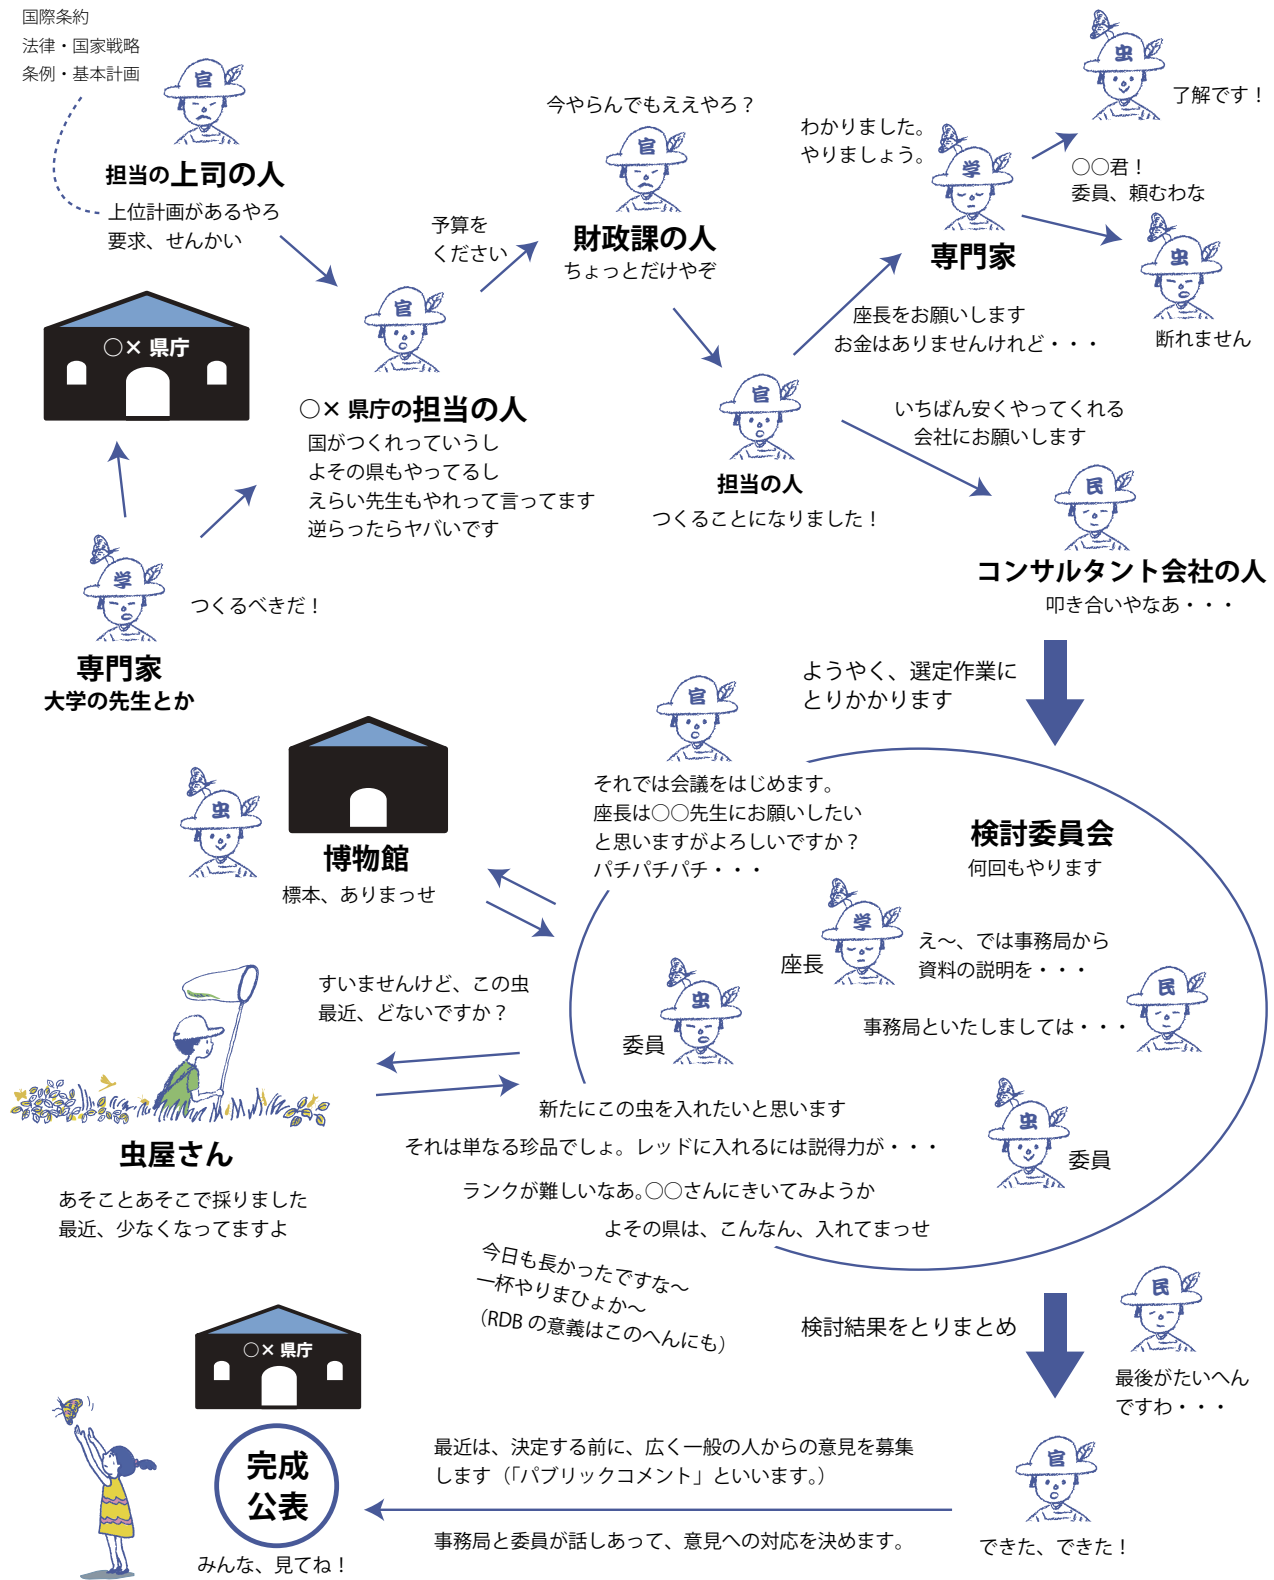 国際条約
法律・国家戦略
条例・基本計画
官
担当の上司の人
上位計画があるやろ
要求、せんかい
○× 県庁
学
専門家
大学の先生とか
つくるべきだ！
官
○× 県庁の担当の人
国がつくれっていうし
よその県もやってるし
えらい先生もやれって言ってます
逆らったらヤバいです
予算を
ください
今やらんでもええやろ？
官
財政課の人
ちょっとだけやぞ
官
担当の人
つくることになりました！
座長をお願いします
お金はありませんけれど・・・
わかりました。
やりましょう。
学
専門家
○○君！
委員、頼むわな
虫
了解です！
虫
断れません
いちばん安くやってくれる
会社にお願いします
民
コンサルタント会社の人
叩き合いやなあ・・・
ようやく、選定作業に
とりかかります
官
それでは会議をはじめます。
座長は○○先生にお願いしたい
と思いますがよろしいですか？
パチパチパチ・・・
検討委員会
何回もやります
学
座長
え〜、では事務局から
資料の説明を・・・
民
事務局といたしましては・・・
虫
委員
虫
委員
虫
博物館
標本、ありまっせ
すいませんけど、この虫
最近、どないですか？
虫屋さん
あそことあそこで採りました
最近、少なくなってますよ
新たにこの虫を入れたいと思います
それは単なる珍品でしょ。レッドに入れるには説得力が・・・
ランクが難しいなあ。○○さんにきいてみようか
よその県は、こんなん、入れてまっせ
今日も長かったですな〜
一杯やりまひょか〜
（RDB の意義はこのへんにも）
検討結果をとりまとめ
民
最後がたいへん
ですわ・・・
官
できた、できた！
最近は、決定する前に、広く一般の人からの意見を募集
します（「パブリックコメント」といいます。）
事務局と委員が話しあって、意見への対応を決めます。
○× 県庁
完成
公表
みんな、見てね！